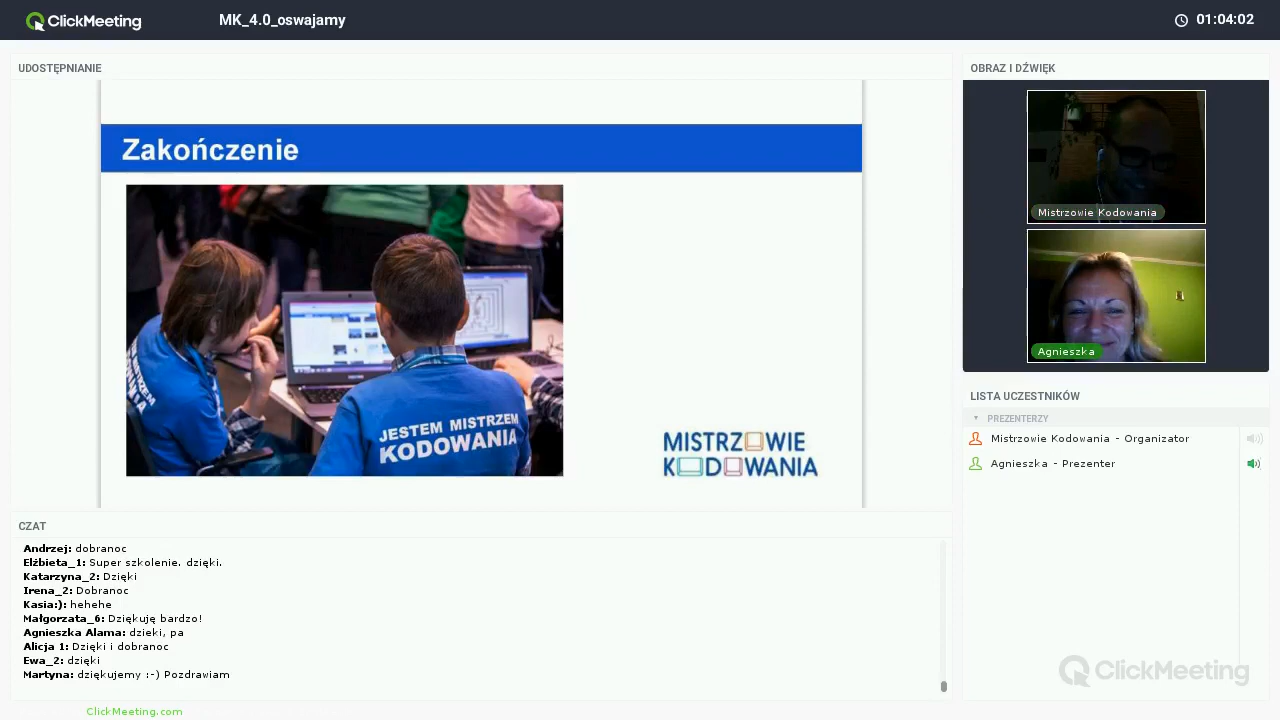 ClickMeeting
MK_4.0_oswajamy
01:04:02
UDOSTĘPNIANIE
Zakończenie
JESTEM MISTRZEM
KODOWANIA
MISTRZOWIE
KODOWANIA
OBRAZ I DŹWIĘK
Mistrzowie Kodowania
Agnieszka
LISTA UCZESTNIKÓW
PREZENTERZY
Mistrzowie Kodowania - Organizator
Agnieszka - Prezenter
CZAT
Andrzej: dobranoc
Elżbieta_1: Super szkolenie. dzięki.
Katarzyna_2: Dzięki
Irena_2: Dobranoc
Kasia:): hehehe
Małgorzata_6: Dziękuję bardzo!
Agnieszka Alama: dzieki, pa
Alicja 1: Dzięki i dobranoc
Ewa_2: dzięki
Martyna: dziękujemy :-) Pozdrawiam
ClickMeeting
ClickMeeting.com